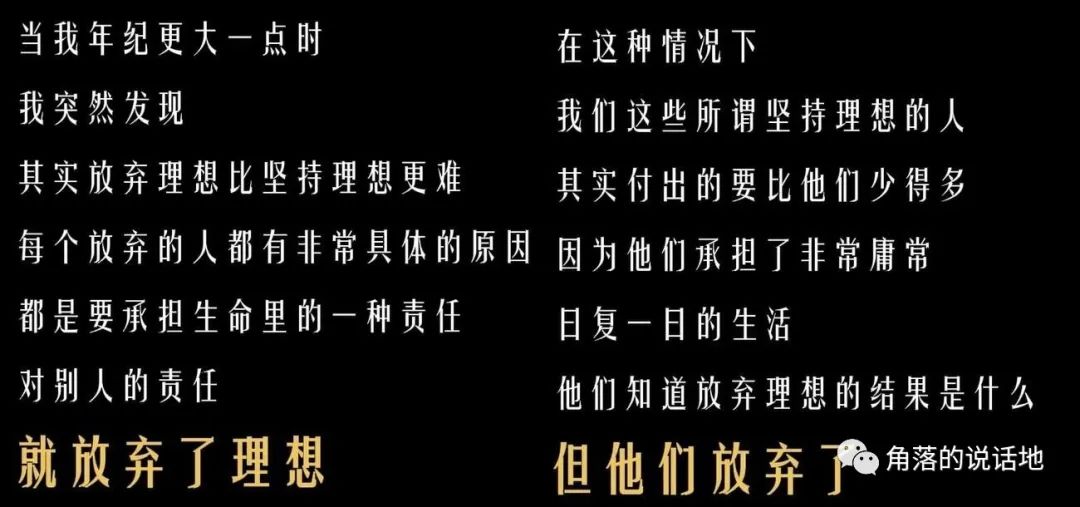 当我年纪更大一点时
我突然发现
其实放弃理想比坚持理想更难
每个放弃的人都有非常具体的原因
都是要承担生命里的一种责任
对别人的责任
就放弃了理想
在这种情况下
我们这些所谓坚持理想的人
其实付出的要比他们少得多
因为他们承担了非常庸常
日复一日的生活
他们知道放弃理想的结果是什么
但他们放弃了
角落的说话地